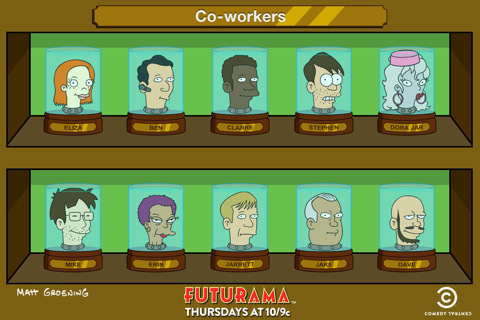 Co-workers
ELIZA
BEN
CLARKE
STEPHEN
DORA JAR
MIKE
ERIN
JARRETT
JAKE
DAVE
MATT GROENING
FUTURAMA™
THURSDAYS AT 10/9c
COMEDY CENTRAL